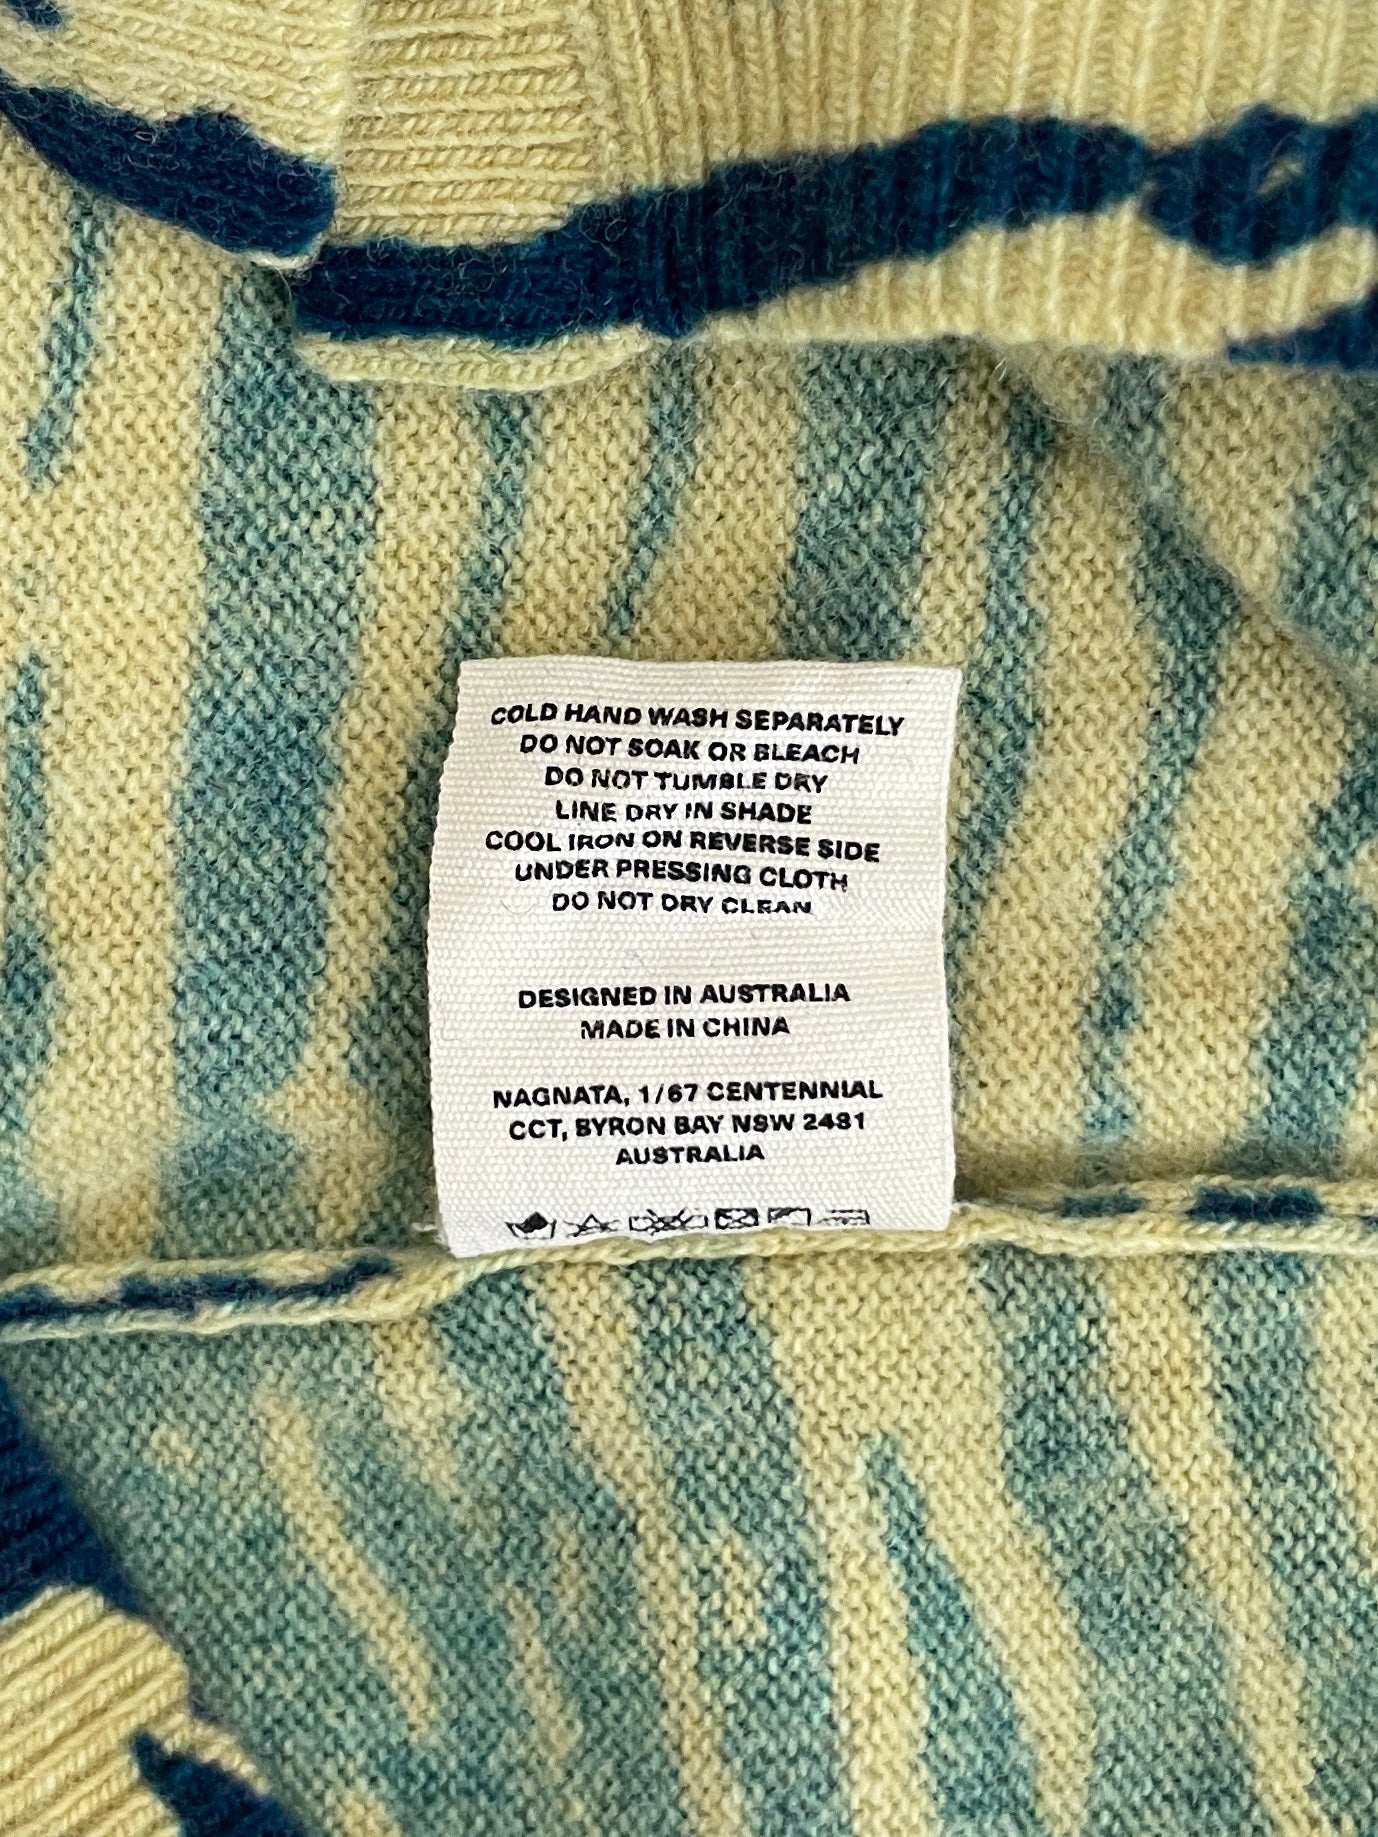 COLD HAND WASH SEPARATELY
DO NOT SOAK OR BLEACH
DO NOT TUMBLE DRY
LINE DRY IN SHADE
COOL IRON ON REVERSE SIDE
UNDER PRESSING CLOTH
DO NOT DRY CLEAN
DESIGNED IN AUSTRALIA
MADE IN CHINA
NAGNATA, 1/67 CENTENNIAL
CCT, BYRON BAY NSW 2481
AUSTRALIA